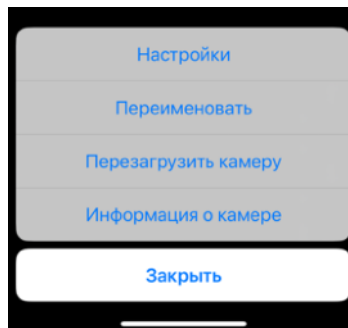 Настройки
Переименовать
Перезагрузить камеру
Информация о камере
Закрыть